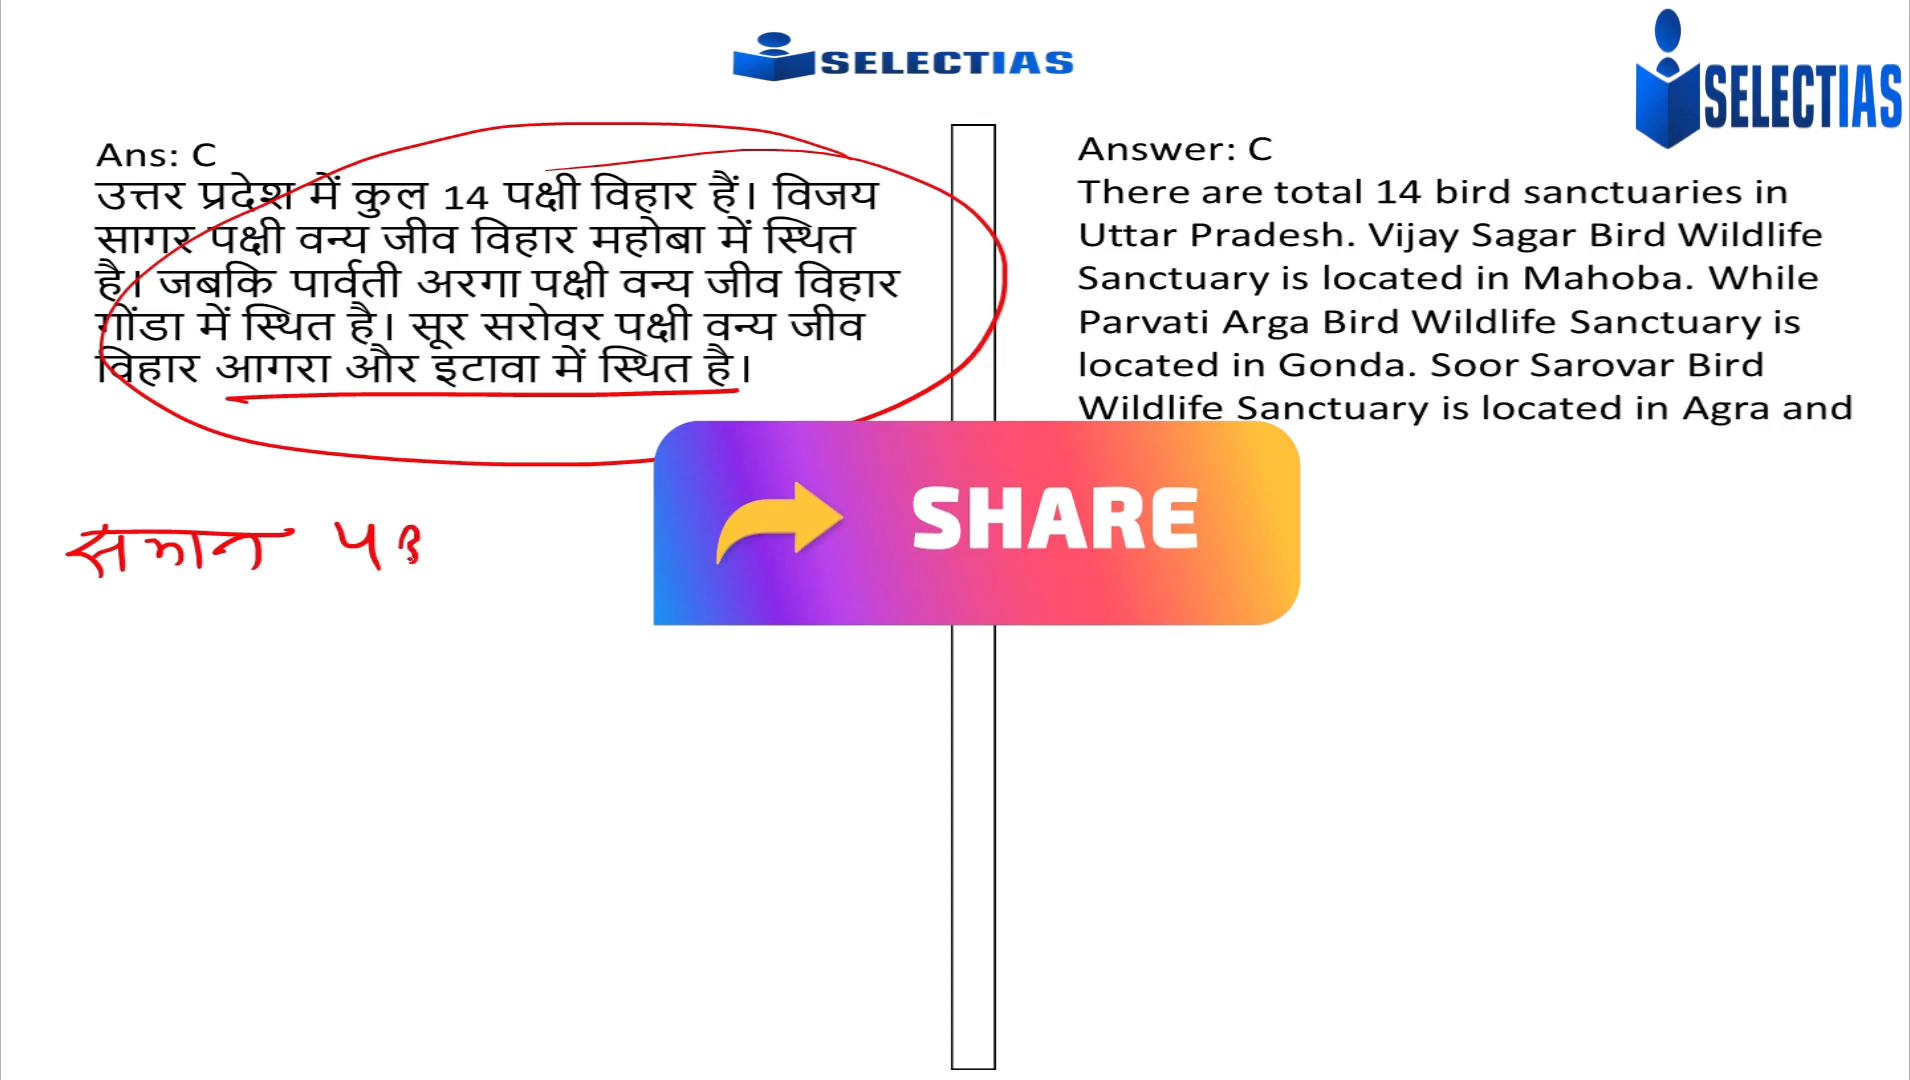 SELECTIAS
SELECTIAS
Ans: C
उत्तर प्रदेश में कुल 14 पक्षी विहार हैं। विजय
सागर पक्षी वन्य जीव विहार महोबा में स्थित
है। जबकि पार्वती अरगा पक्षी वन्य जीव विहार
गोंडा में स्थित है। सूर सरोवर पक्षी वन्य जीव
विहार आगरा और इटावा में स्थित है।
Answer: C
There are total 14 bird sanctuaries in
Uttar Pradesh. Vijay Sagar Bird Wildlife
Sanctuary is located in Mahoba. While
Parvati Arga Bird Wildlife Sanctuary is
located in Gonda. Soor Sarovar Bird
Wildlife Sanctuary is located in Agra and
SHARE